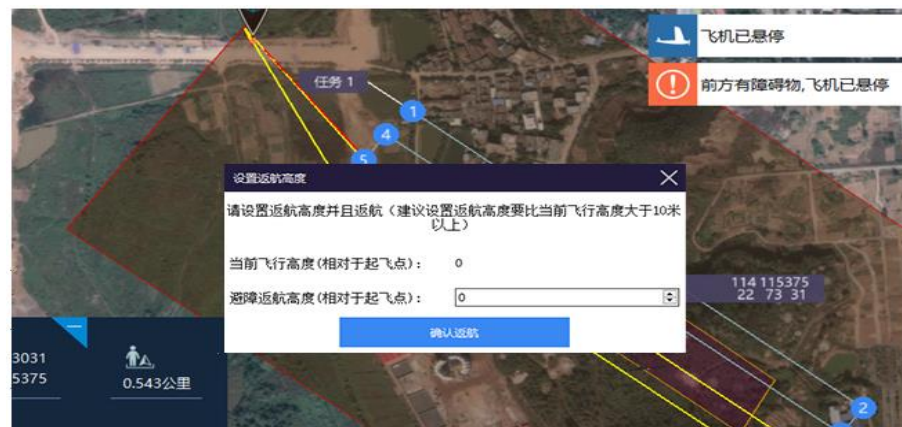 飞机已悬停
任务 1
前方有障碍物,飞机已悬停
1
4
5
设置返航高度
请设置返航高度并且返航（建议设置返航高度要比当前飞行高度大于10米
以上）
当前飞行高度(相对于起飞点)： 0
避障返航高度(相对于起飞点)： 0
确认返航
114 115375
22 73 31
3031
5375
0.543公里
2